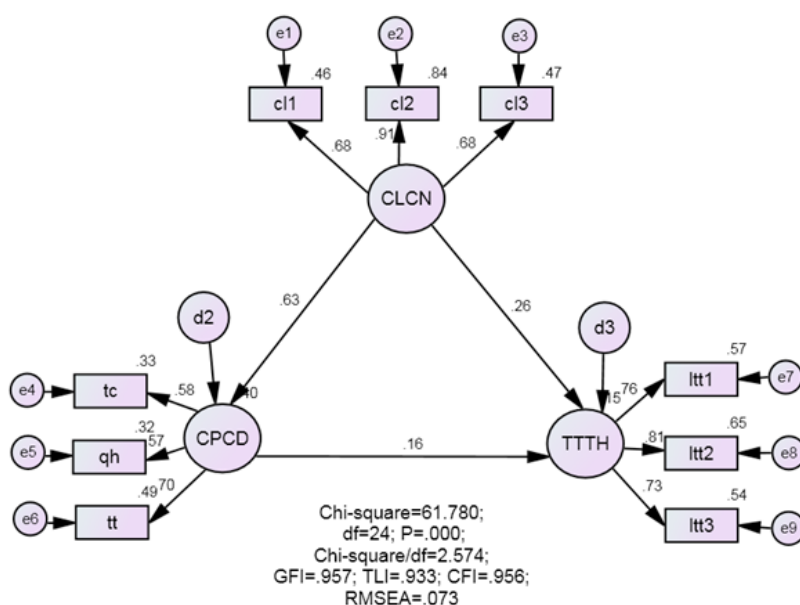 e1
e2
e3
.46
.84
.47
cl1
cl2
cl3
.68
.91
.68
CLCN
.63
.26
d2
d3
.33
.57
e4
tc
.58
.40
.15
.76
ltt1
e7
.32
.65
e5
qh
.57
CPCD
.16
TTTH
.81
ltt2
e8
.49
.70
.73
.54
e6
tt
ltt3
e9
Chi-square=61.780;
df=24; P=.000;
Chi-square/df=2.574;
GFI=.957; TLI=.933; CFI=.956;
RMSEA=.073